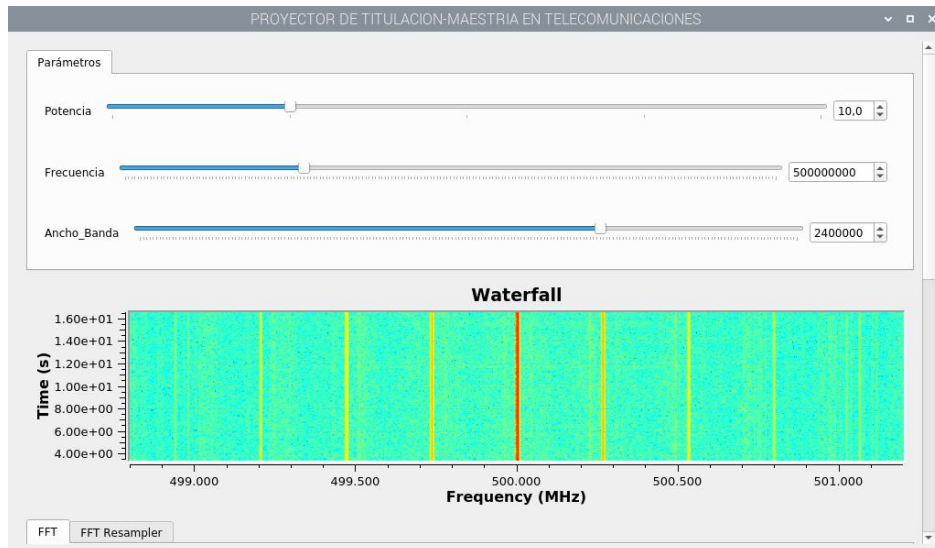 PROYECTOR DE TITULACION-MAESTRIA EN TELECOMUNICACIONES
Parámetros
Potencia
10,0
Frecuencia
500000000
Ancho_Banda
2400000
Waterfall
Time (s)
1.60e+01
1.40e+01
1.20e+01
1.00e+01
8.00e+00
6.00e+00
4.00e+00
499.000 499.500 500.000 500.500 501.000
Frequency (MHz)
FFT FFT Resampler